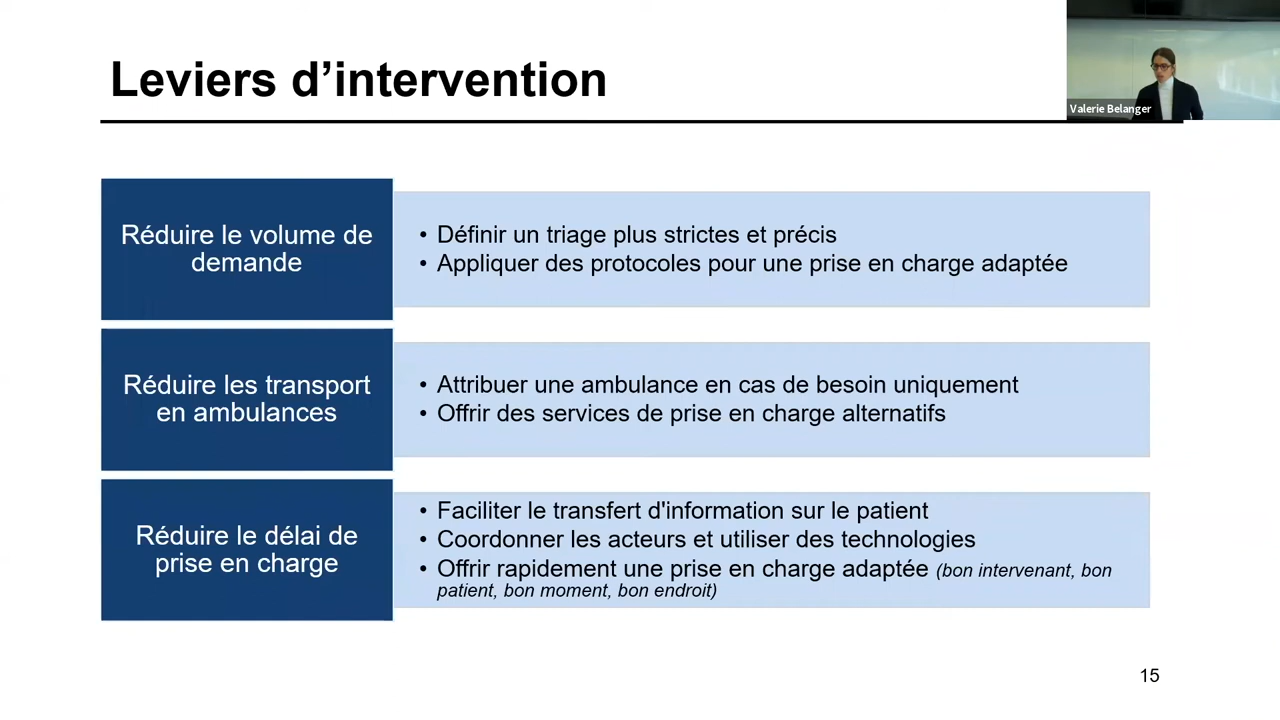 Leviers d’intervention
Valerie Belanger
Réduire le volume de
demande
• Définir un triage plus strictes et précis
• Appliquer des protocoles pour une prise en charge adaptée
Réduire les transport
en ambulances
• Attribuer une ambulance en cas de besoin uniquement
• Offrir des services de prise en charge alternatifs
Réduire le délai de
prise en charge
• Faciliter le transfert d'information sur le patient
• Coordonner les acteurs et utiliser des technologies
• Offrir rapidement une prise en charge adaptée (bon intervenant, bon
patient, bon moment, bon endroit)
15